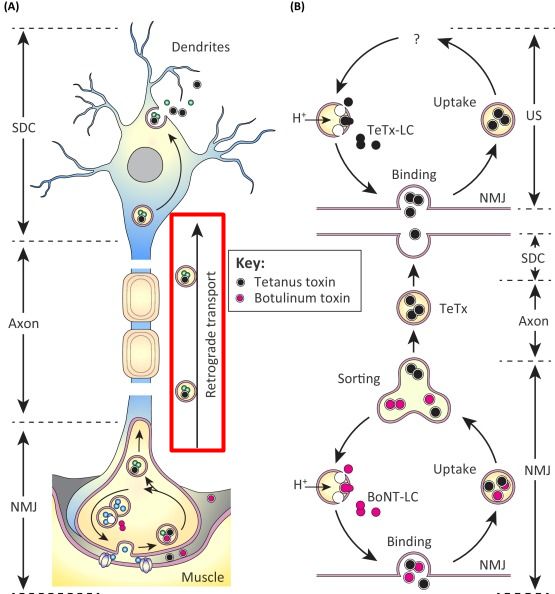 (A)
Dendrites
SDC
Axon
NMJ
Retrograde transport
Muscle
Key:
Tetanus toxin
Botulinum toxin
(B)
?
H+
TeTx-LC
Uptake
US
Binding
NMJ
SDC
TeTx
Axon
Sorting
H+
BoNT-LC
Uptake
NMJ
Binding
NMJ